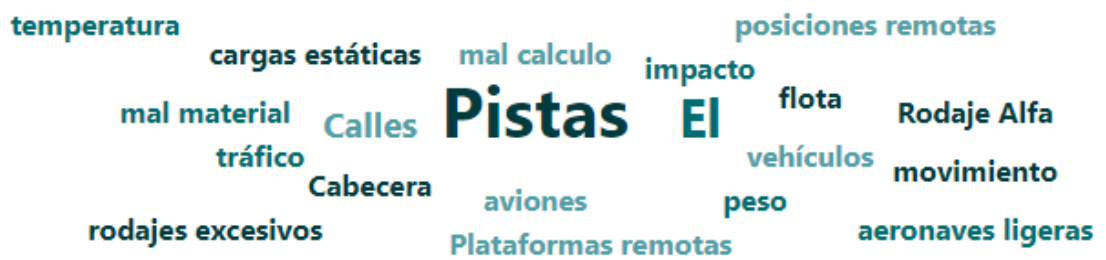 temperatura
posiciones remotas
cargas estáticas
mal calculo
impacto
mal material
Calles
Pistas
El
flota
Rodaje Alfa
tráfico
vehículos
movimiento
Cabecera
aviones
peso
rodajes excesivos
Plataformas remotas
aeronaves ligeras